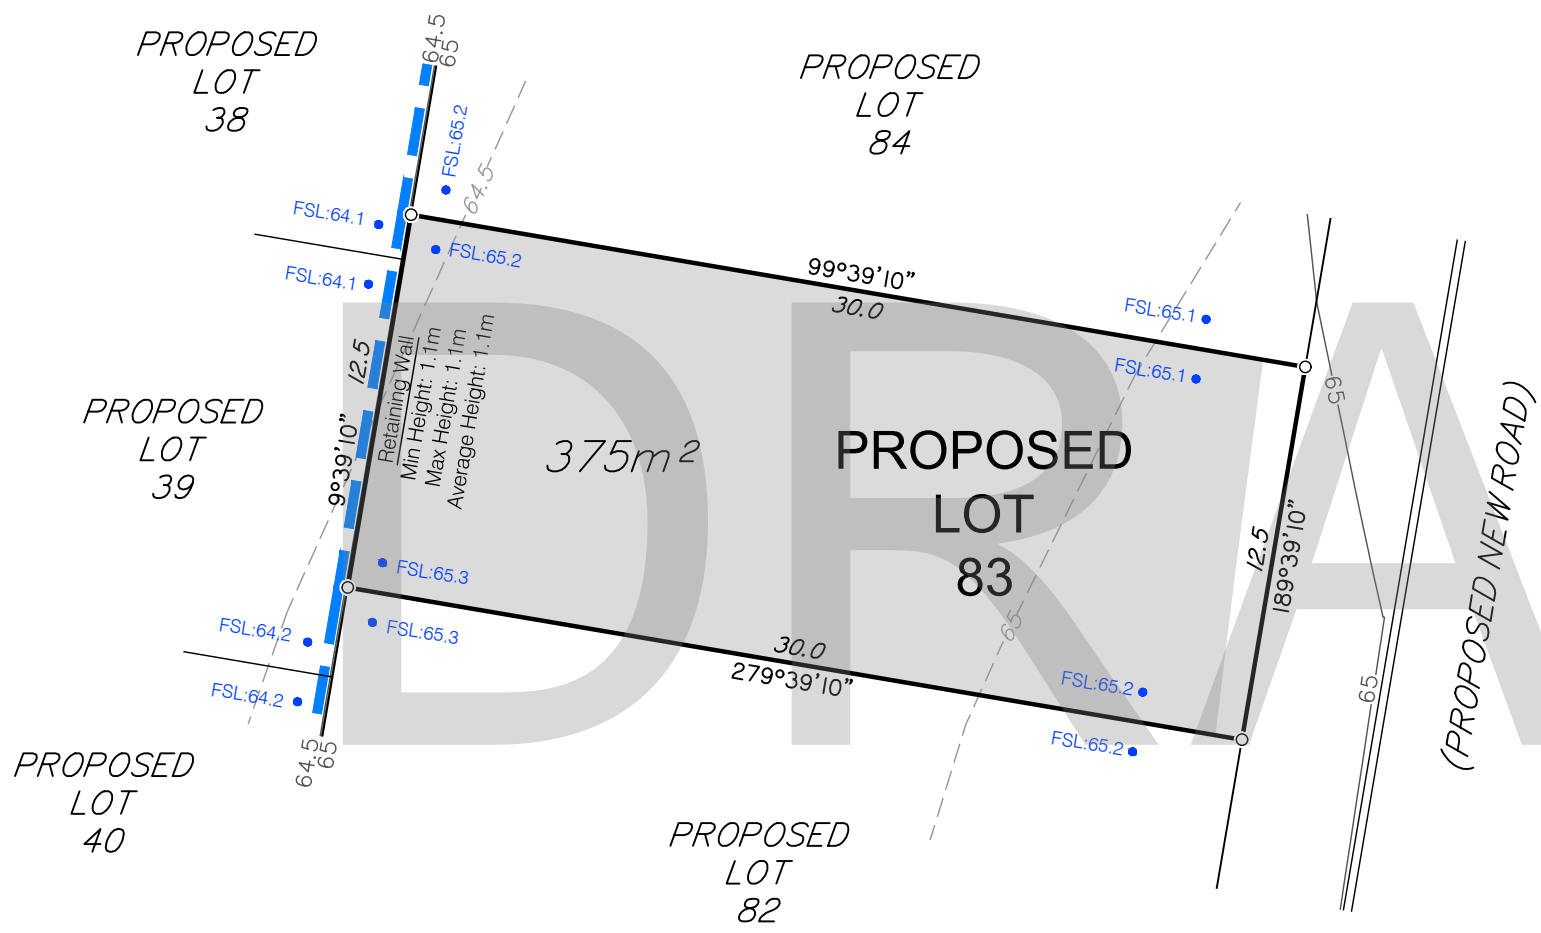 PROPOSED
LOT
38
64.5
65
FSL:65.2
64.5
PROPOSED
LOT
84
FSL:64.1
FSL:64.1
FSL:65.2
99°39'10"
30.0
FSL:65.1
FSL:65.1
65
12.5
9°39'10"
Retaining Wall
Min Height: 1.1m
Max Height: 1.1m
Average Height: 1.1m
375m²
PROPOSED
LOT
83
PROPOSED
LOT
39
12.5
189°39'10"
(PROPOSED NEW ROAD)
FSL:65.3
FSL:65.3
FSL:64.2
FSL:64.2
65
30.0
279°39'10"
FSL:65.2
FSL:65.2
65
64.5
65
PROPOSED
LOT
40
PROPOSED
LOT
82
DRA